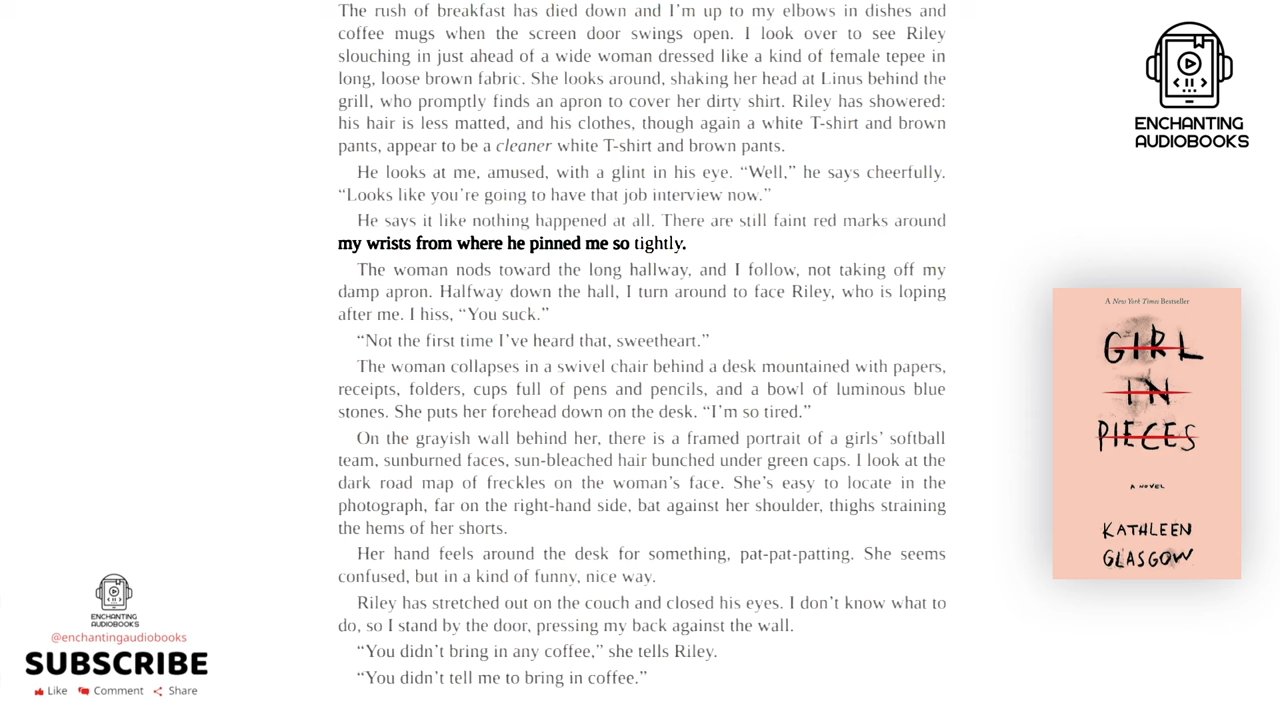 The rush of breakfast has died down and I'm up to my elbows in dishes and
coffee mugs when the screen door swings open. I look over to see Riley
slouching in just ahead of a wide woman dressed like a kind of female tepee in
long, loose brown fabric. She looks around, shaking her head at Linus behind the
grill, who promptly finds an apron to cover her dirty shirt. Riley has showered:
his hair is less matted, and his clothes, though again a white T-shirt and brown
pants, appear to be a cleaner white T-shirt and brown pants.
He looks at me, amused, with a glint in his eye. “Well,” he says cheerfully.
“Looks like you're going to have that job interview now.”
He says it like nothing happened at all. There are still faint red marks around
my wrists from where he pinned me so tightly.
The woman nods toward the long hallway, and I follow, not taking off my
damp apron. Halfway down the hall, I turn around to face Riley, who is loping
after me. I hiss, “You suck.”
“Not the first time I've heard that, sweetheart.”
The woman collapses in a swivel chair behind a desk mountained with papers,
receipts, folders, cups full of pens and pencils, and a bowl of luminous blue
stones. She puts her forehead down on the desk. “I'm so tired.”
On the grayish wall behind her, there is a framed portrait of a girls' softball
team, sunburned faces, sun-bleached hair bunched under green caps. I look at the
dark road map of freckles on the woman's face. She's easy to locate in the
photograph, far on the right-hand side, bat against her shoulder, thighs straining
the hems of her shorts.
Her hand feels around the desk for something, pat-pat-patting. She seems
confused, but in a kind of funny, nice way.
Riley has stretched out on the couch and closed his eyes. I don't know what to
do, so I stand by the door, pressing my back against the wall.
“You didn't bring in any coffee,” she tells Riley.
“You didn't tell me to bring in coffee.”
ENCHANTING
AUDIOBOOKS
A New York Times Bestseller
GIRL
IN
PIECES
A NOVEL
KATHLEEN
GLASGOW
ENCHANTING
AUDIOBOOKS
@enchantingaudiobooks
SUBSCRIBE
Like Comment Share